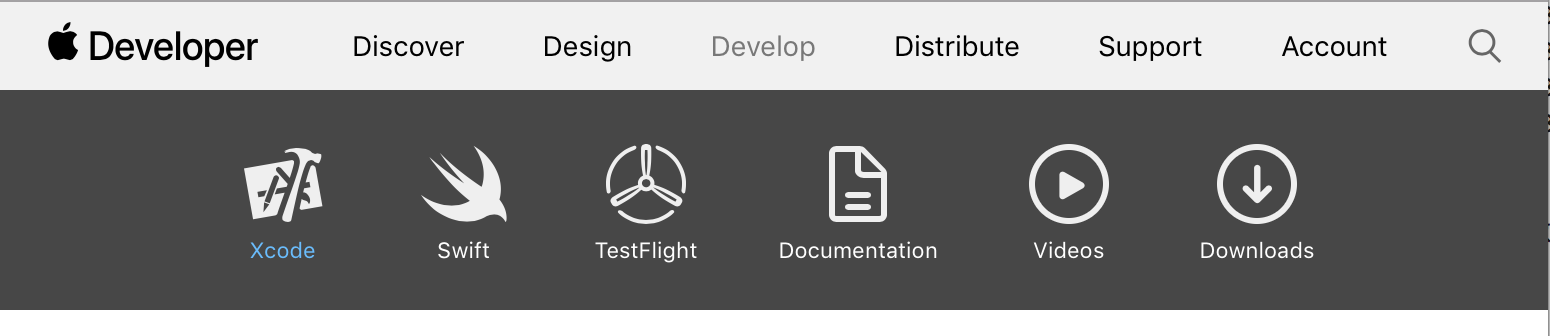 Developer Discover Design Develop Distribute Support Account
Xcode Swift TestFlight Documentation Videos Downloads